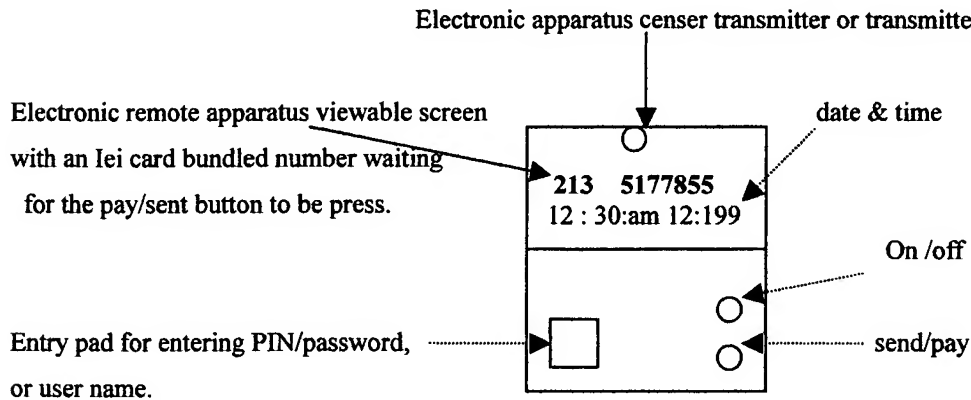 Electronic apparatus censer transmitter or transmitte
Electronic remote apparatus viewable screen
with an Iei card bundled number waiting
for the pay/sent button to be press.
date & time
213 5177855
12 : 30:am 12:199
On /off
Entry pad for entering PIN/password,
or user name.
send/pay